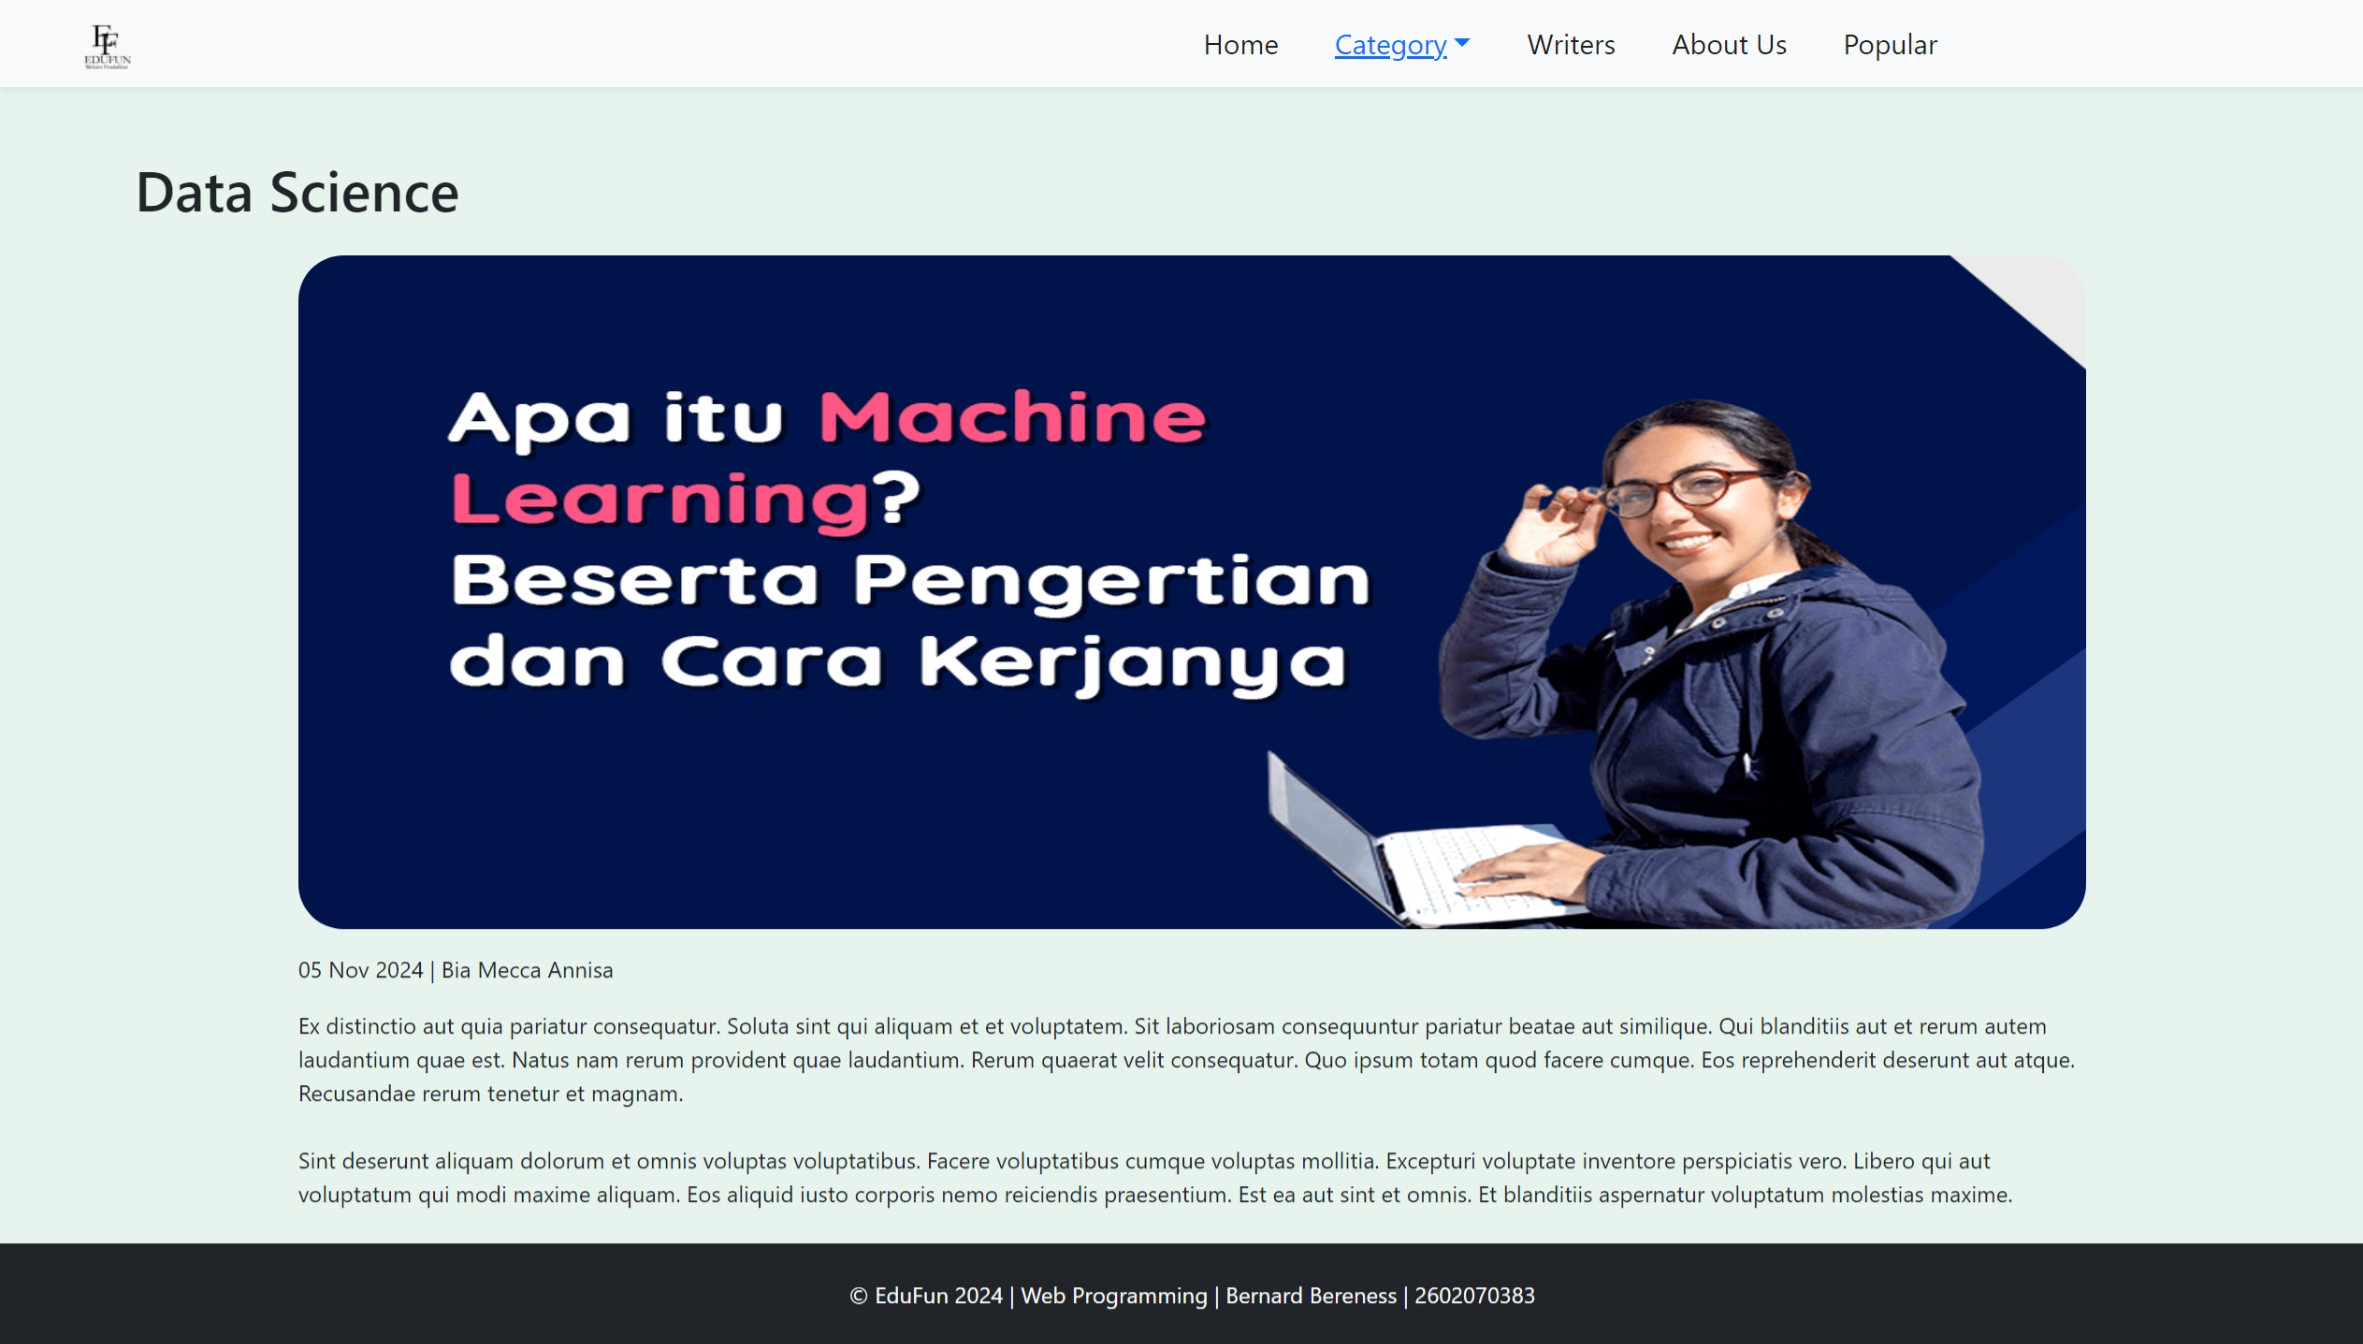 EF
EDUFUN
Home Category Writers About Us Popular
Data Science
Apa itu Machine
Learning?
Beserta Pengertian
dan Cara Kerjanya
05 Nov 2024 | Bia Mecca Annisa
Ex distinctio aut quia pariatur consequatur. Soluta sint qui aliquam et et voluptatem. Sit laboriosam consequuntur pariatur beatae aut similique. Qui blanditiis aut et rerum autem
laudantium quae est. Natus nam rerum provident quae laudantium. Rerum quaerat velit consequatur. Quo ipsum totam quod facere cumque. Eos reprehenderit deserunt aut atque.
Recusandae rerum tenetur et magnam.
Sint deserunt aliquam dolorum et omnis voluptas voluptatibus. Facere voluptatibus cumque voluptas mollitia. Excepturi voluptate inventore perspiciatis vero. Libero qui aut
voluptatum qui modi maxime aliquam. Eos aliquid iusto corporis nemo reiciendis praesentium. Est ea aut sint et omnis. Et blanditiis aspernatur voluptatum molestias maxime.
© EduFun 2024 | Web Programming | Bernard Bereness | 2602070383